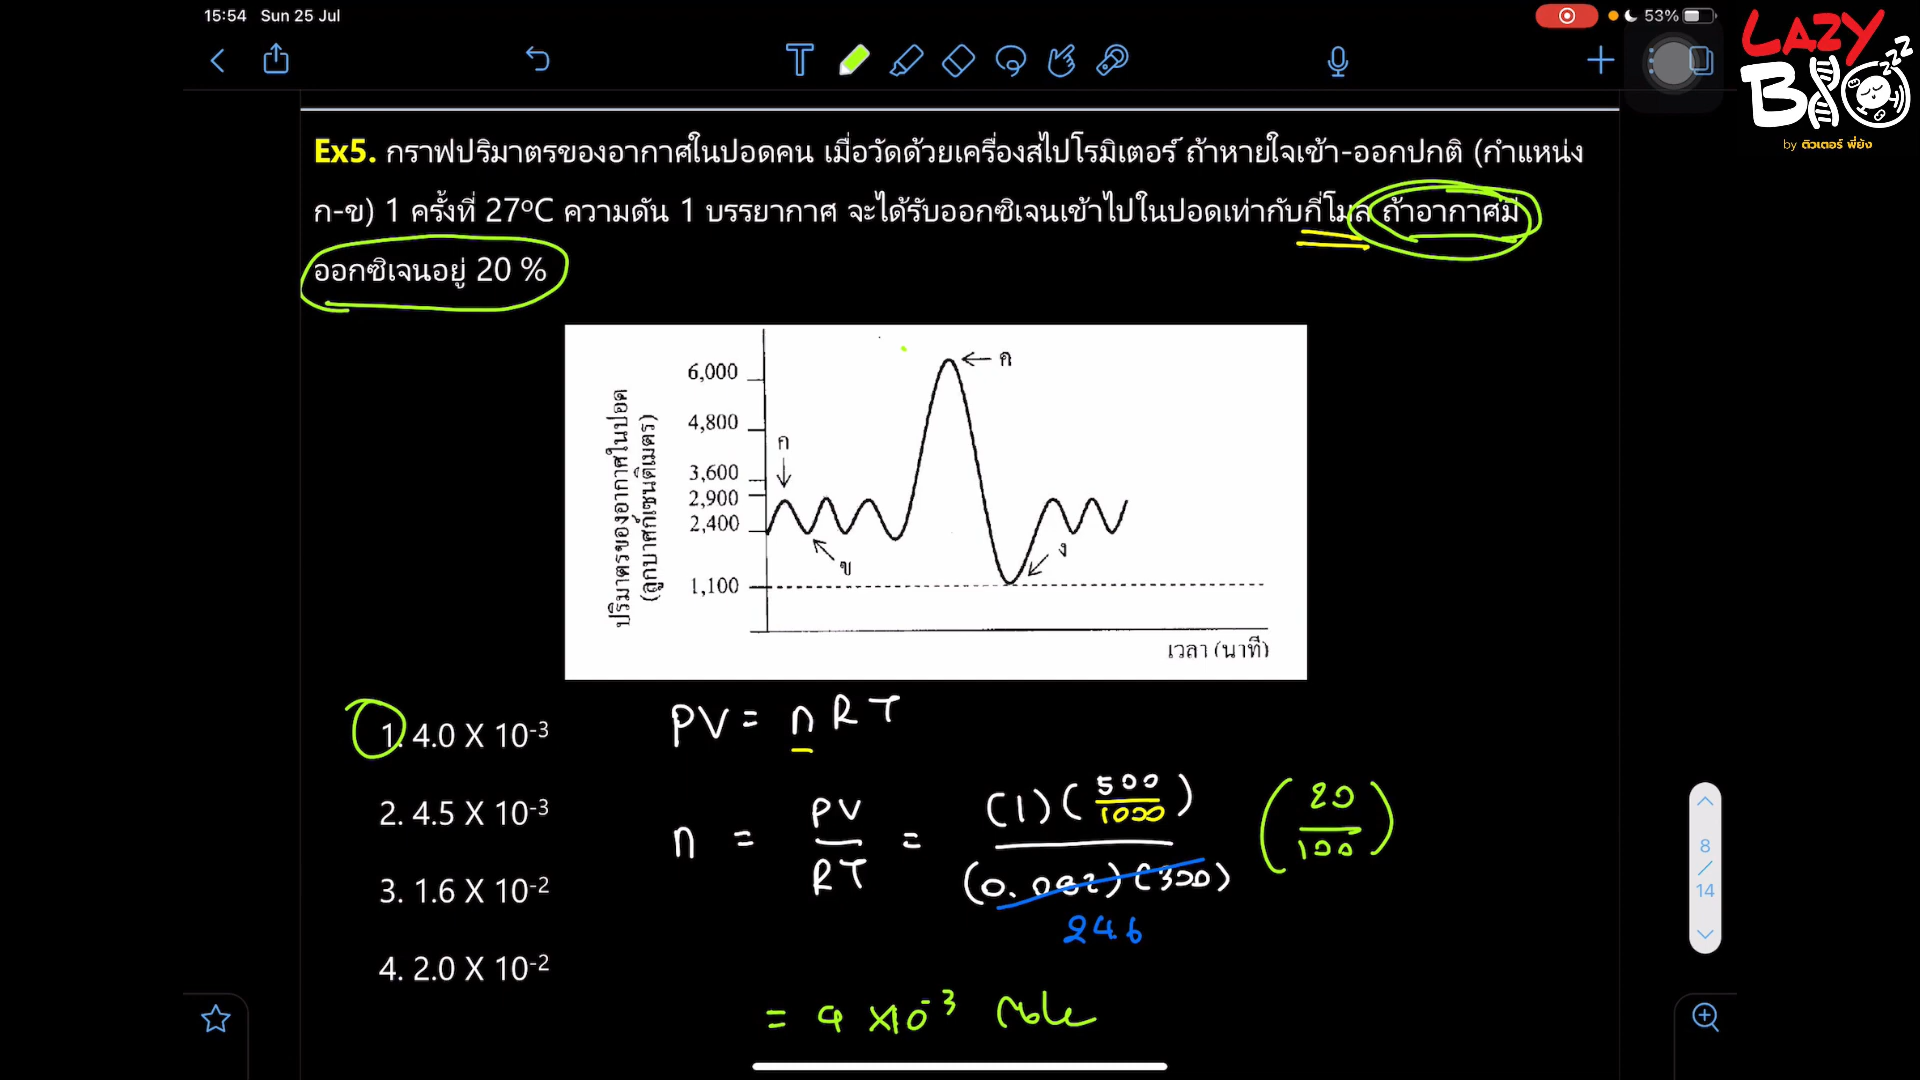 15:54 Sun 25 Jul
53%
LAZY
BIO zzz
by ติวเตอร์ พี่ยัง
Ex5. กราฟปริมาตรของอากาศในปอดคน เมื่อวัดด้วยเครื่องสไปโรมิเตอร์ ถ้าหายใจเข้า-ออกปกติ (กำแหน่ง
ก-ข) 1 ครั้งที่ 27ºC ความดัน 1 บรรยากาศ จะได้รับออกซิเจนเข้าไปในปอดเท่ากับกี่โมล ถ้าอากาศมี
ออกซิเจนอยู่ 20 %
ปริมาตรของอากาศในปอด
(ลูกบาศก์เซนติเมตร)
6,000
4,800
3,600
2,900
2,400
1,100
ก
ข
ค
ง
เวลา (นาที)
1. 4.0 X 10⁻³
2. 4.5 X 10⁻³
3. 1.6 X 10⁻²
4. 2.0 X 10⁻²
PV = nRT
n = PV/RT = (1)(500/1000)/(0.082)(300) (20/100)
24.6
= 4 x10⁻³ mole
8
/
14